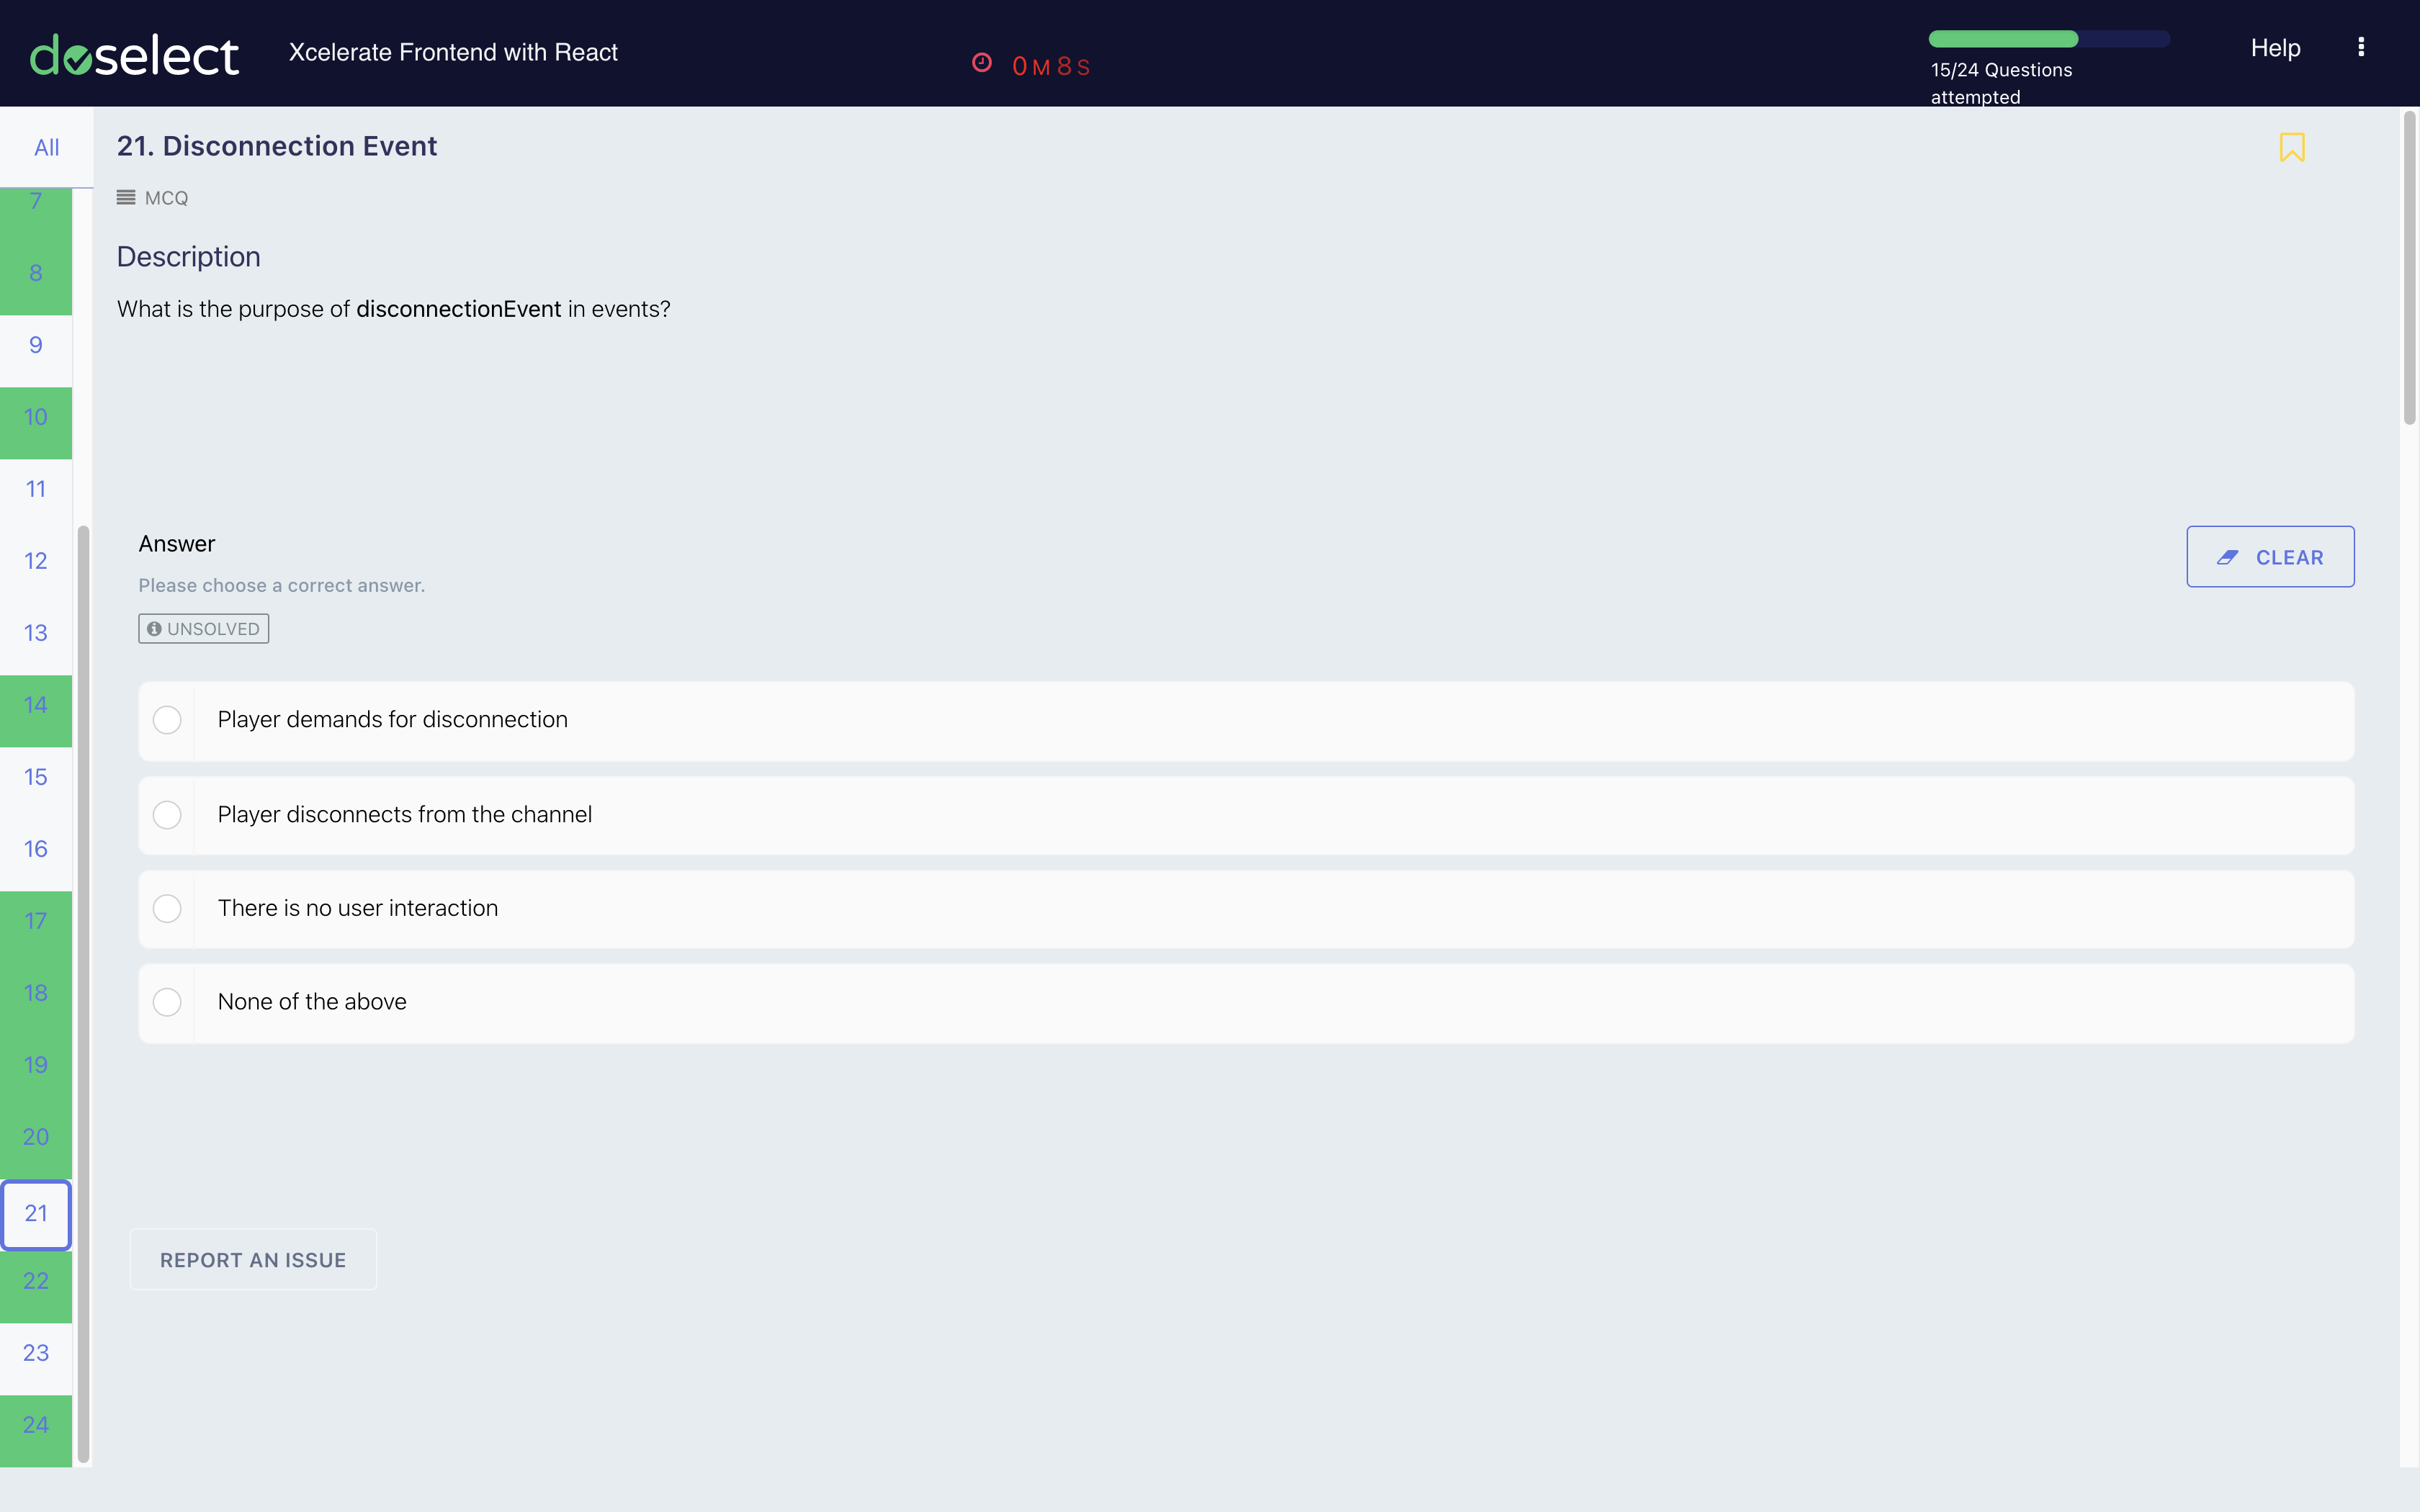 doselect
Xcelerate Frontend with React
0 M 8 S
15/24 Questions
attempted
Help
All
7
8
9
10
11
12
13
14
15
16
17
18
19
20
21
22
23
24
21. Disconnection Event
MCQ
Description
What is the purpose of disconnectionEvent in events?
Answer
Please choose a correct answer.
UNSOLVED
CLEAR
Player demands for disconnection
Player disconnects from the channel
There is no user interaction
None of the above
REPORT AN ISSUE